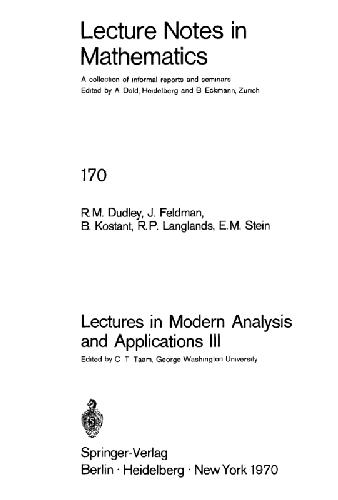 Lecture Notes in
Mathematics
A collection of informal reports and seminars
Edited by A. Dold, Heidelberg and B. Eckmann, Zürich
170
R. M. Dudley, J. Feldman,
B. Kostant, R. P. Langlands, E. M. Stein
Lectures in Modern Analysis
and Applications III
Edited by C. T. Taam, George Washington University
Springer-Verlag
Berlin · Heidelberg · New York 1970